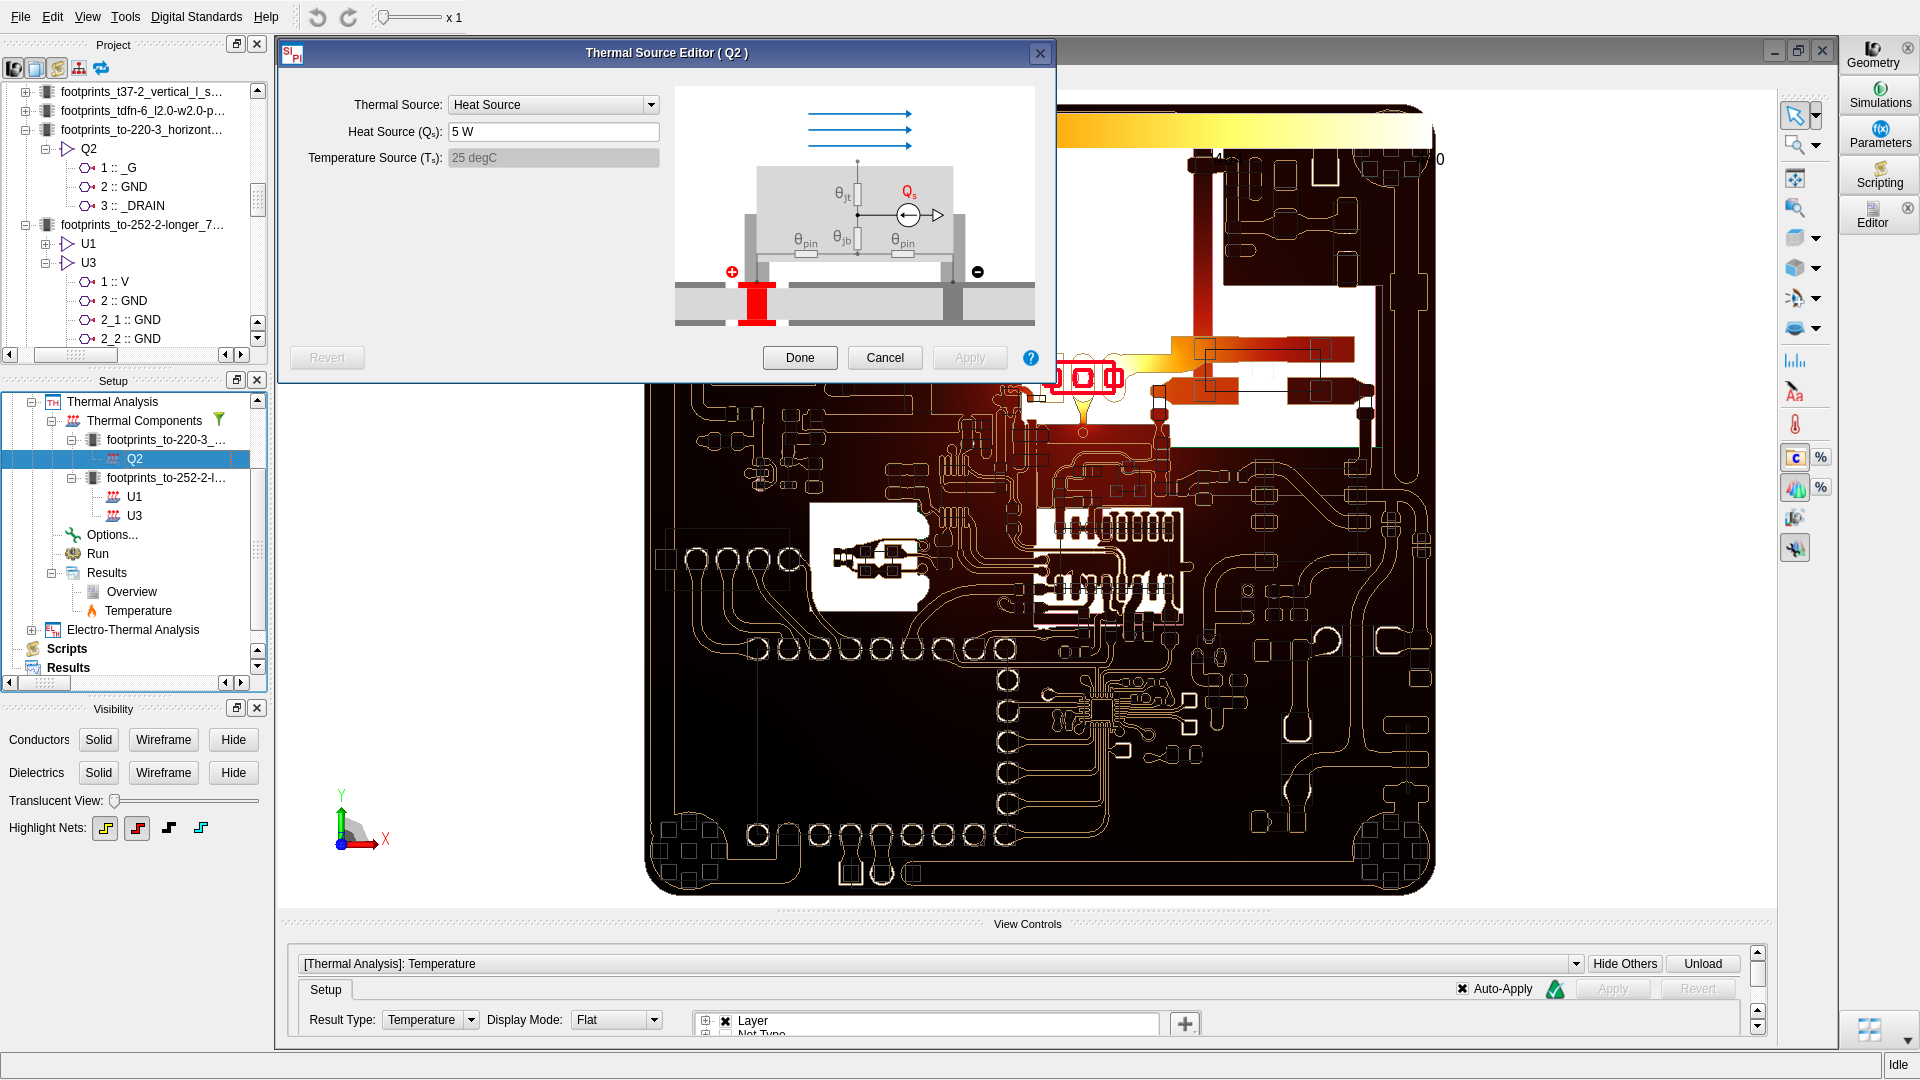 File Edit View Tools Digital Standards Help x 1
Project
footprints_t37-2_vertical_l_s...
footprints_tdfn-6_l2.0-w2.0-p...
footprints_to-220-3_horizont...
Q2
1 :: _G
2 :: GND
3 :: _DRAIN
footprints_to-252-2-longer_7...
U1
U3
1 :: V
2 :: GND
2_1 :: GND
2_2 :: GND
Setup
Thermal Analysis
Thermal Components
footprints_to-220-3_...
Q2
footprints_to-252-2-l...
U1
U3
Options...
Run
Results
Overview
Temperature
Electro-Thermal Analysis
Scripts
Results
Visibility
Conductors Solid Wireframe Hide
Dielectrics Solid Wireframe Hide
Translucent View:
Highlight Nets:
SI PI
Thermal Source Editor ( Q2 )
Thermal Source: Heat Source
Heat Source (Qs): 5 W
Temperature Source (Ts): 25 degC
θjt Qs
θpin θjb θpin
Revert Done Cancel Apply ?
Y
X
View Controls
[Thermal Analysis]: Temperature Hide Others Unload
Setup Auto-Apply Apply Revert
Result Type: Temperature Display Mode: Flat Layer
Net Type
Geometry
Simulations
f(x)
Parameters
Scripting
Editor
Aa
C %
%
Idle